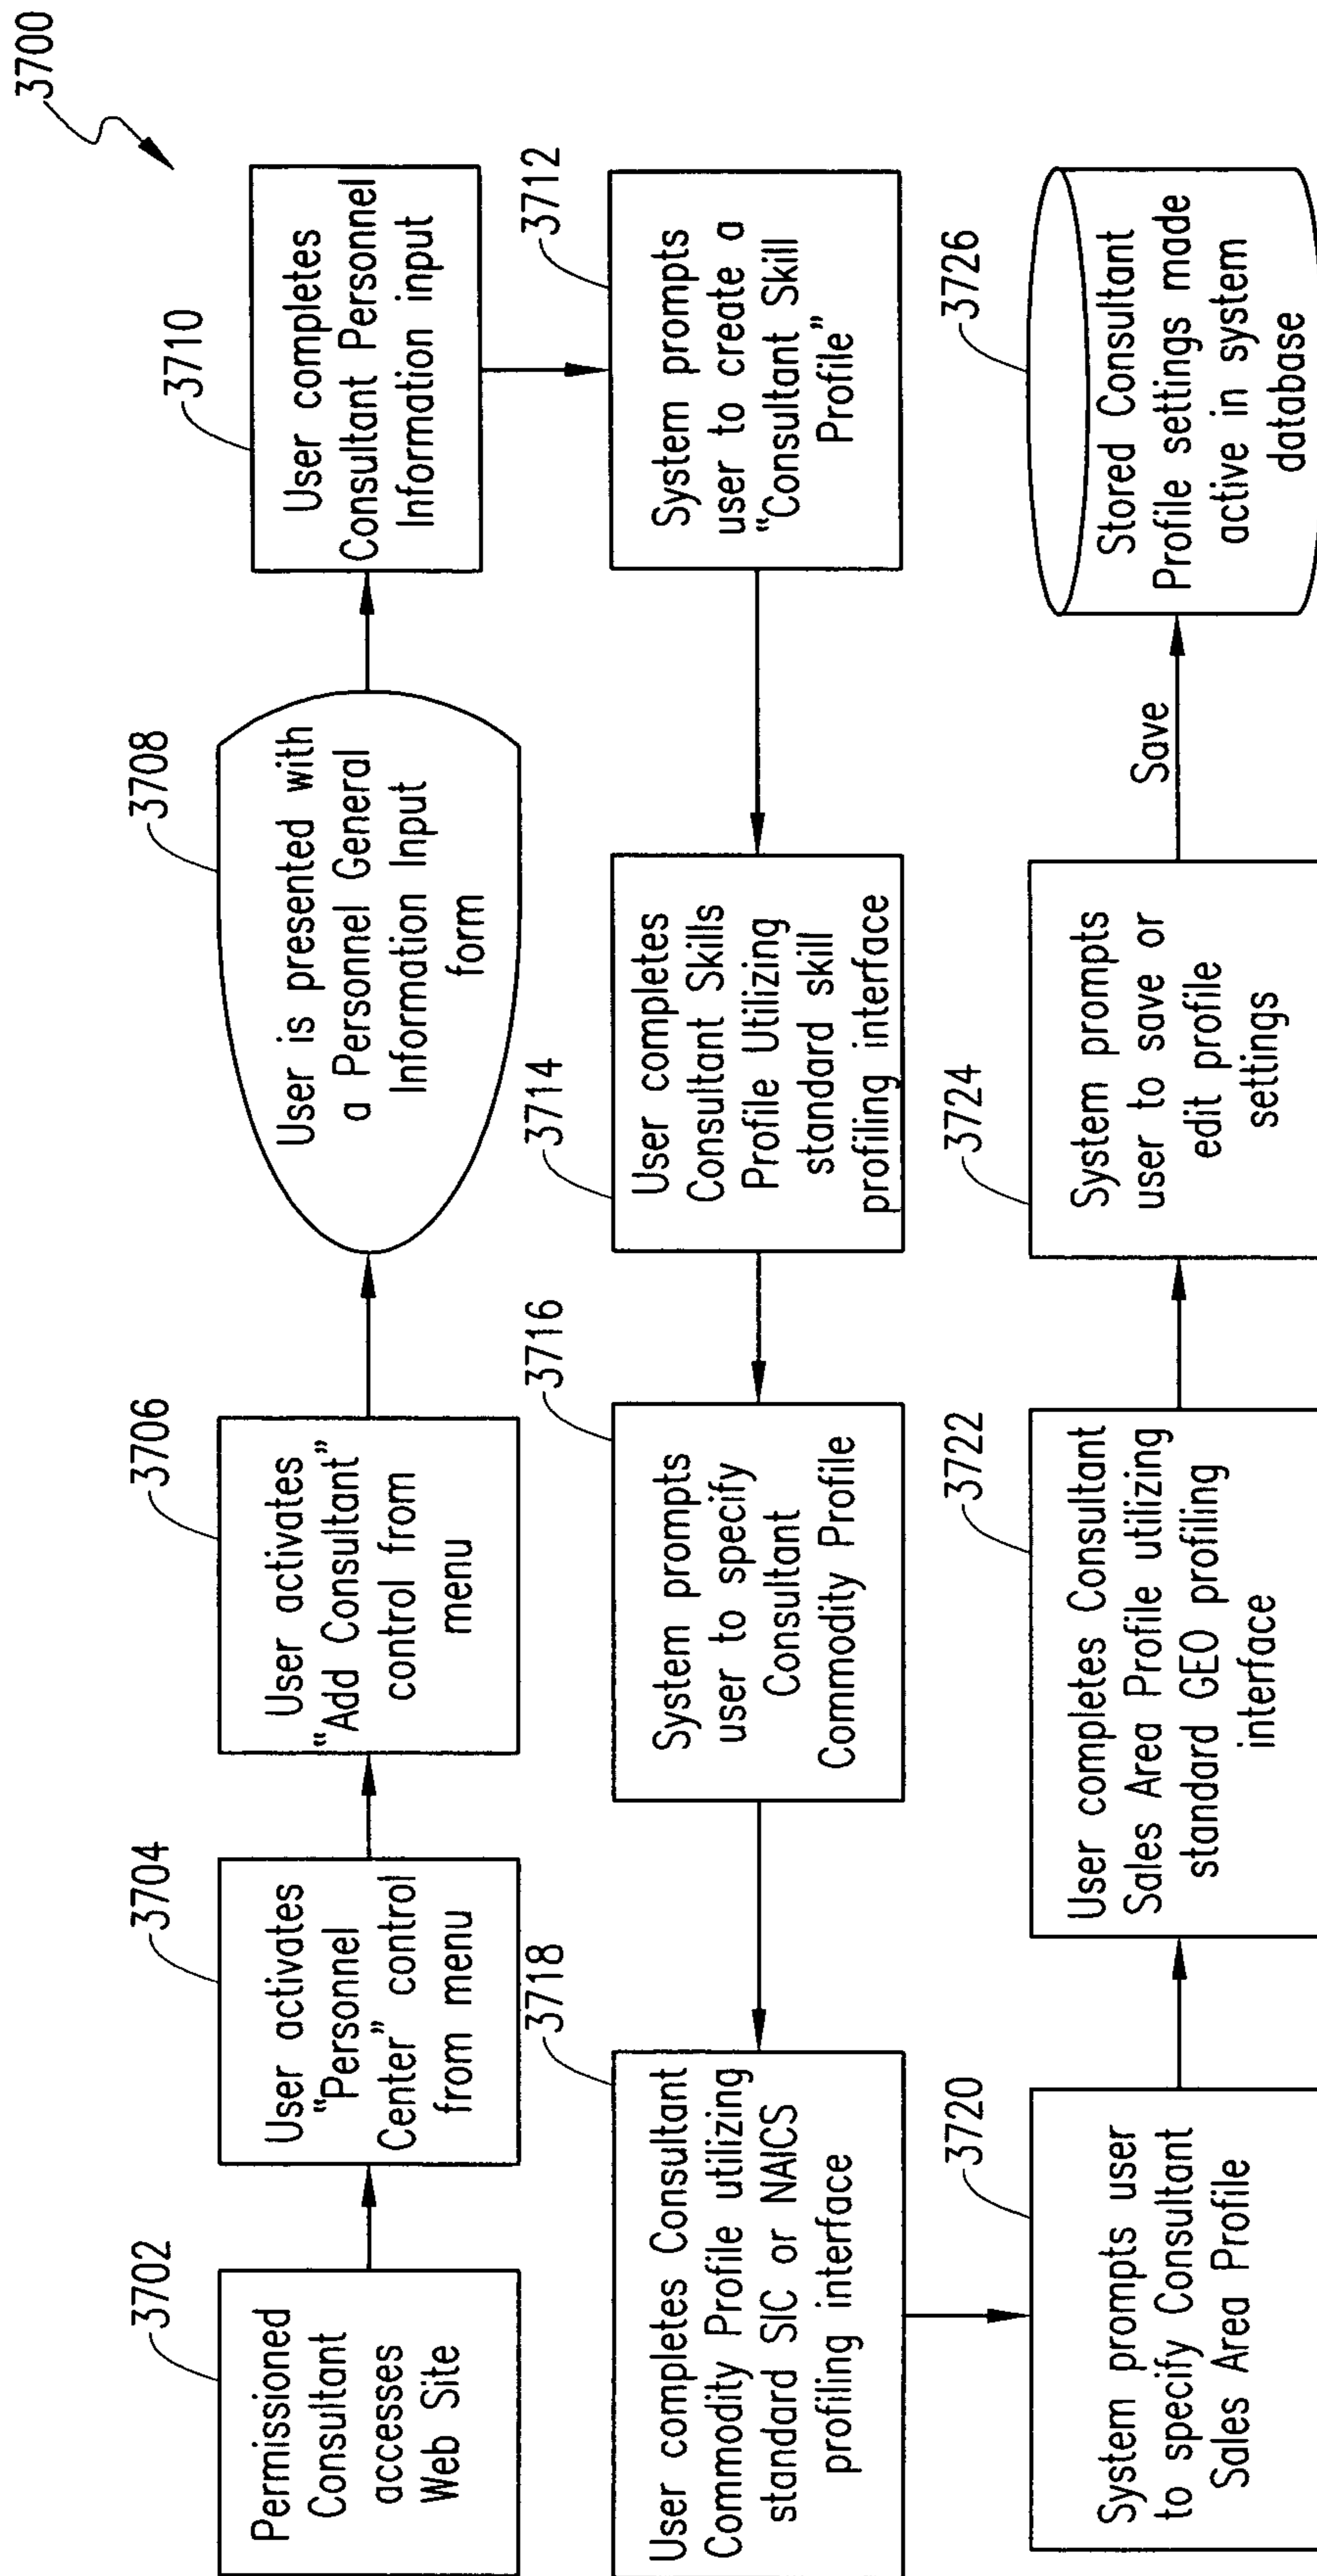 3700
3702
Permissioned
Consultant
accesses
Web Site
3704
User activates
"Personnel
Center" control
from menu
3706
User activates
"Add Consultant"
control from
menu
3708
User is presented with
a Personnel General
Information Input
form
3710
User completes
Consultant Personnel
Information input
3712
System prompts
user to create a
"Consultant Skill
Profile"
3714
User completes
Consultant Skills
Profile Utilizing
standard skill
profiling interface
3716
System prompts
user to specify
Consultant
Commodity Profile
3718
User completes Consultant
Commodity Profile utilizing
standard SIC or NAICS
profiling interface
3720
System prompts user
to specify Consultant
Sales Area Profile
3722
User completes Consultant
Sales Area Profile utilizing
standard GEO profiling
interface
3724
System prompts
user to save or
edit profile
settings
Save
3726
Stored Consultant
Profile settings made
active in system
database